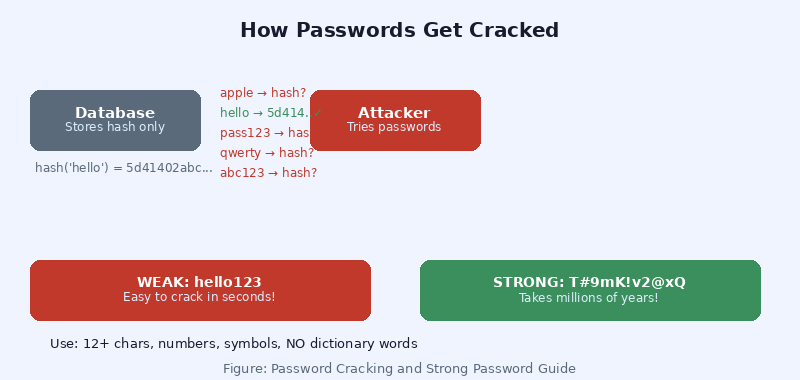 How Passwords Get Cracked
Database
Stores hash only
hash('hello') = 5d41402abc...
apple → hash?
hello → 5d414. ✓
pass123 → has
qwerty → hash?
abc123 → hash?
Attacker
Tries passwords
WEAK: hello123
Easy to crack in seconds!
STRONG: T#9mK!v2@xQ
Takes millions of years!
Use: 12+ chars, numbers, symbols, NO dictionary words
Figure: Password Cracking and Strong Password Guide